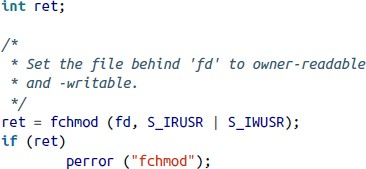 int ret;
/*
 * Set the file behind 'fd' to owner-readable
 * and -writable.
 */
ret = fchmod (fd, S_IRUSR | S_IWUSR);
if (ret)
        perror ("fchmod");